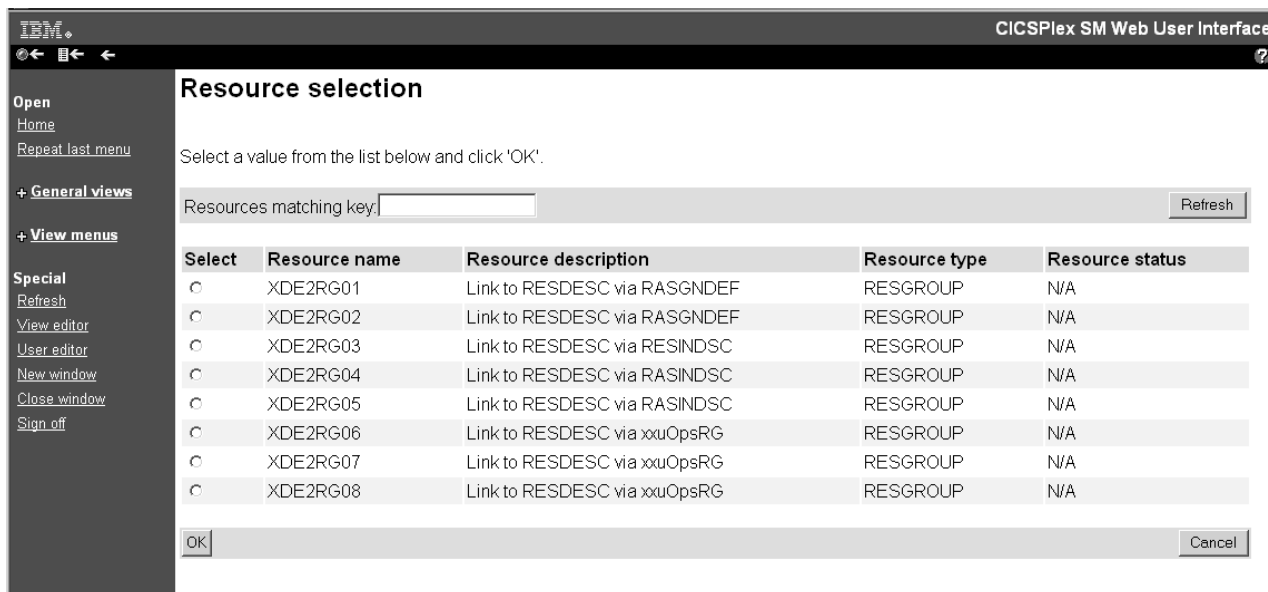 IBM.
CICSPlex SM Web User Interface
?
Open
Home
Repeat last menu
+ General views
+ View menus
Special
Refresh
View editor
User editor
New window
Close window
Sign off
Resource selection
Select a value from the list below and click 'OK'.
Resources matching key: Refresh
Select Resource name Resource description Resource type Resource status
XDE2RG01 Link to RESDESC via RASGNDEF RESGROUP N/A
XDE2RG02 Link to RESDESC via RASGNDEF RESGROUP N/A
XDE2RG03 Link to RESDESC via RESINDSC RESGROUP N/A
XDE2RG04 Link to RESDESC via RASINDSC RESGROUP N/A
XDE2RG05 Link to RESDESC via RASINDSC RESGROUP N/A
XDE2RG06 Link to RESDESC via xxuOpsRG RESGROUP N/A
XDE2RG07 Link to RESDESC via xxuOpsRG RESGROUP N/A
XDE2RG08 Link to RESDESC via xxuOpsRG RESGROUP N/A
OK Cancel